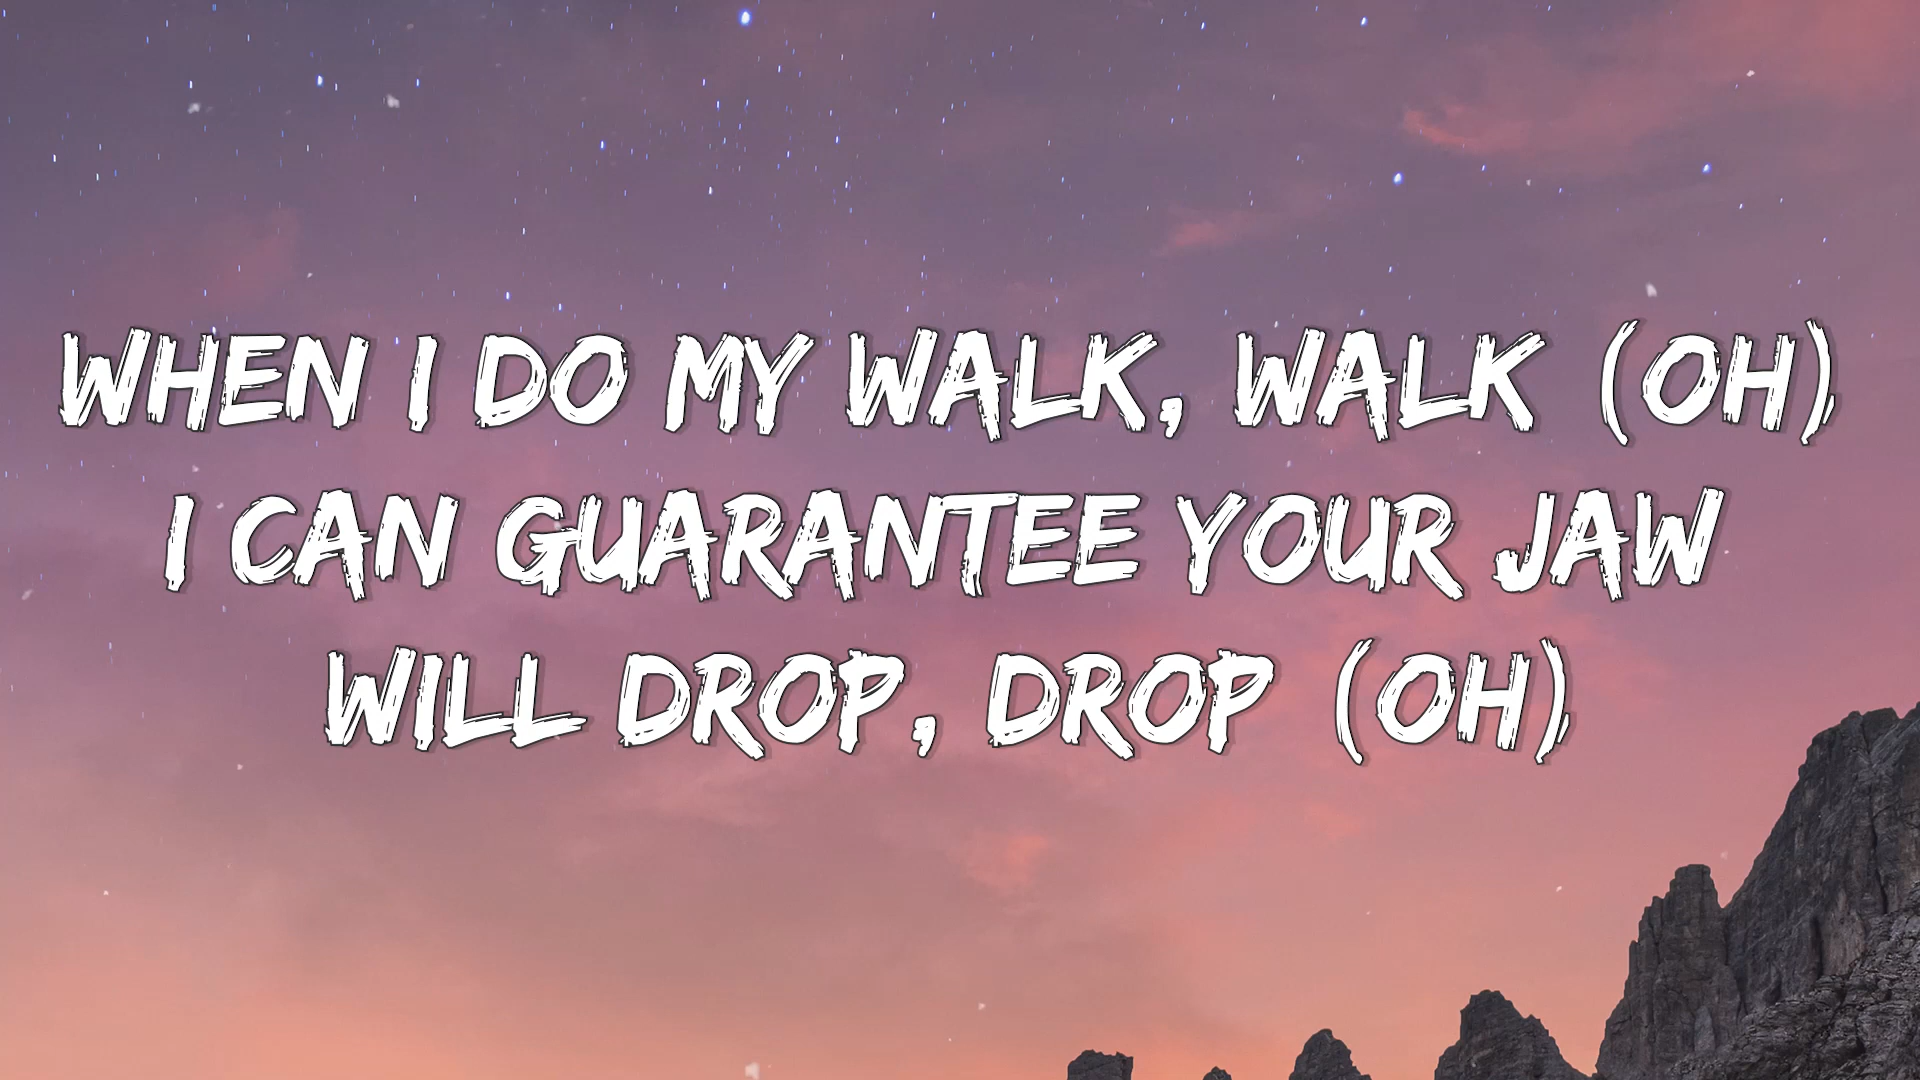 WHEN I DO MY WALK, WALK (OH)
I CAN GUARANTEE YOUR JAW
WILL DROP, DROP (OH)